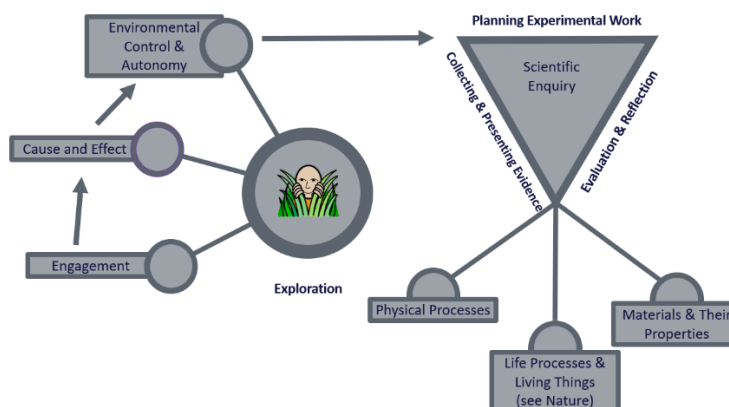 Environmental
Control &
Autonomy
Cause and Effect
Engagement
Exploration
Planning Experimental Work
Scientific
Enquiry
Collecting & Presenting Evidence
Evaluation & Reflection
Physical Processes
Life Processes &
Living Things
(see Nature)
Materials & Their
Properties